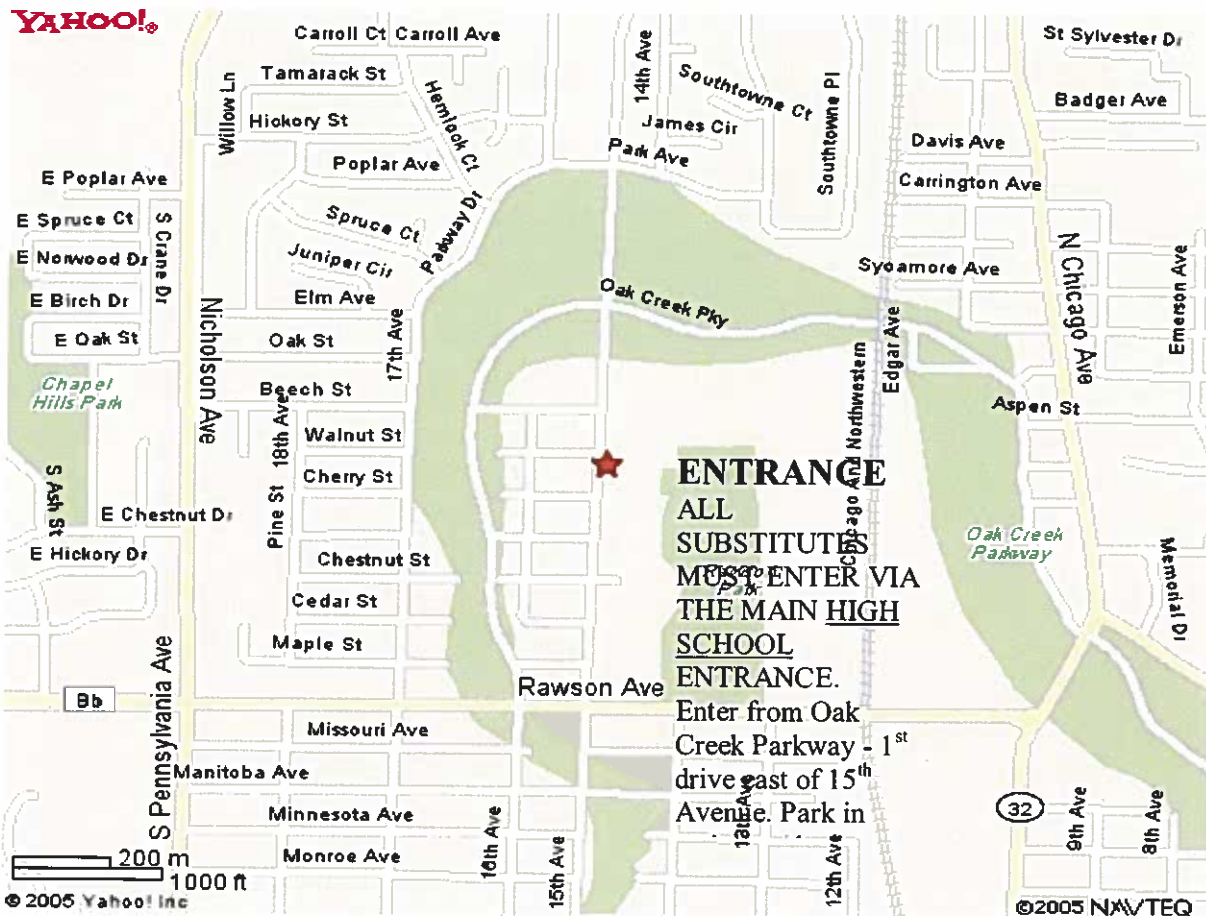 YAHOO!®
Carroll Ct Carroll Ave
St Sylvester Dr
Tamarack St
14th Ave
Southtowne Ct
Southtowne Pl
Badger Ave
Willow Ln
Hemlock Ct
Hickory St
James Cir
Davis Ave
Poplar Ave
Park Ave
Carrington Ave
E Poplar Ave
E Spruce Ct
S Crane Dr
Spruce Ct
Parkway Dr
N Chicago Ave
E Norwood Dr
Juniper Cir
Sycamore Ave
Emerson Ave
E Birch Dr
Elm Ave
Oak Creek Pky
Nicholson Ave
E Oak St
Oak St
17th Ave
Edgar Ave
Chapel
Hills Park
Beech St
Aspen St
18th Ave
Walnut St
Chicago And Northwestern
S Ash St
Cherry St
Pine St
E Chestnut Dr
E Hickory Dr
Chestnut St
Oak Creek
Parkway
Memorial Dr
Cedar St
Maple St
ENTRANCE
ALL
SUBSTITUTES
MUST ENTER VIA
Park
THE MAIN HIGH
SCHOOL
ENTRANCE.
Enter from Oak
Creek Parkway - 1st
drive east of 15th
Avenue. Park in
S Pennsylvania Ave
Bb
Rawson Ave
Missouri Ave
Manitoba Ave
Minnesota Ave
Monroe Ave
16th Ave
15th Ave
13th Ave
12th Ave
32
9th Ave
8th Ave
200 m
1000 ft
© 2005 Yahoo! Inc
©2005 NAVTEQ